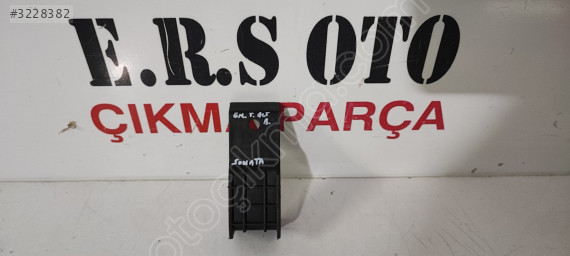 #3228382
E.R.S OTO
ÇIKMA PARÇA
SONATA